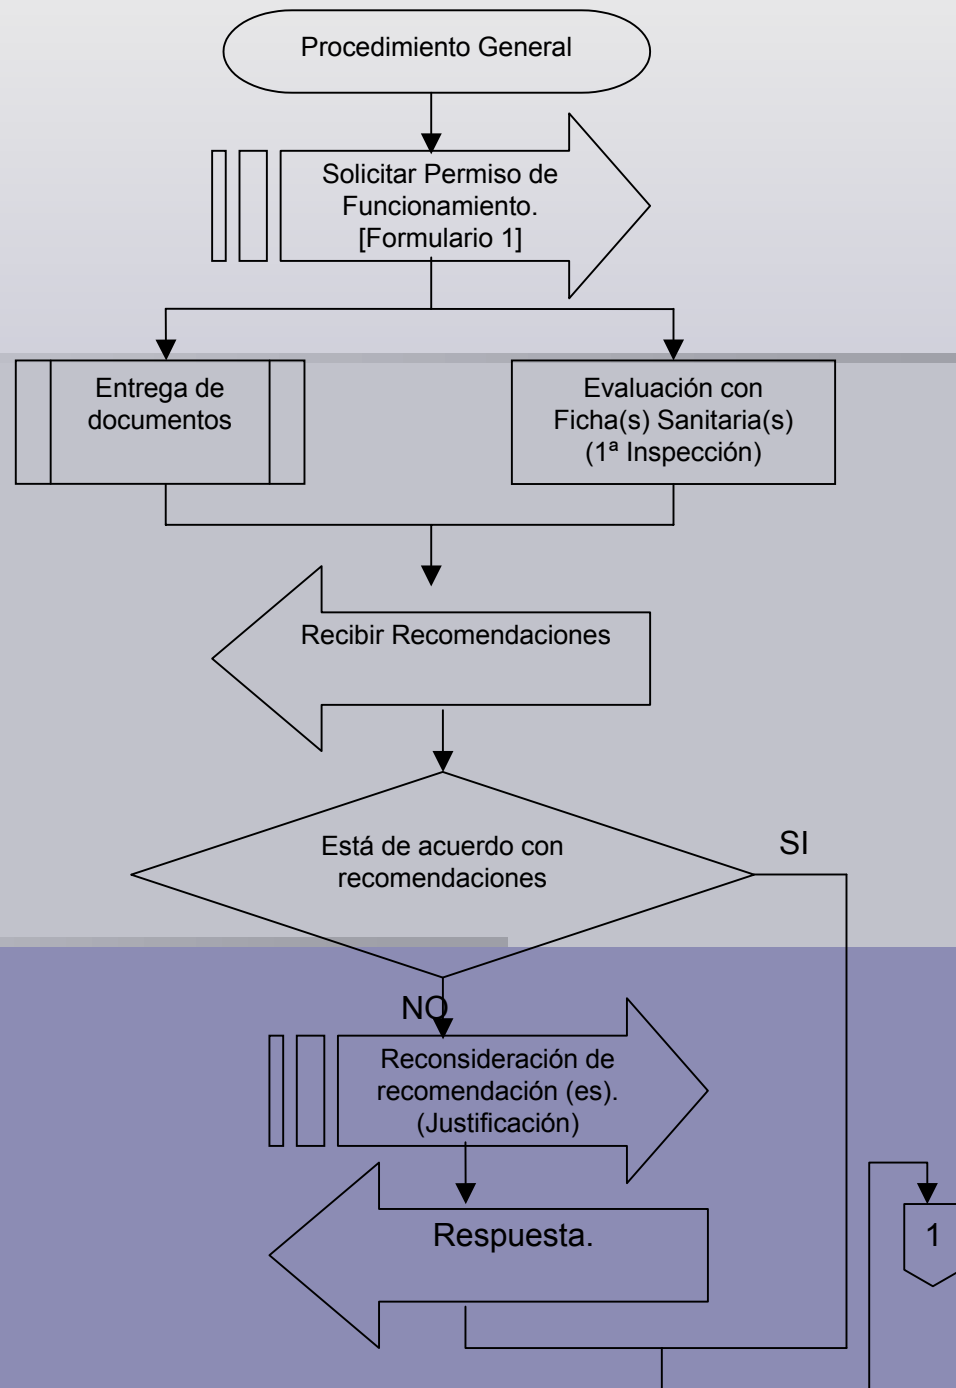 Procedimiento General
Solicitar Permiso de
Funcionamiento.
[Formulario 1]
Entrega de
documentos
Evaluación con
Ficha(s) Sanitaria(s)
(1ª Inspección)
Recibir Recomendaciones
Está de acuerdo con
recomendaciones
SI
NO
Reconsideración de
recomendación (es).
(Justificación)
Respuesta.
1